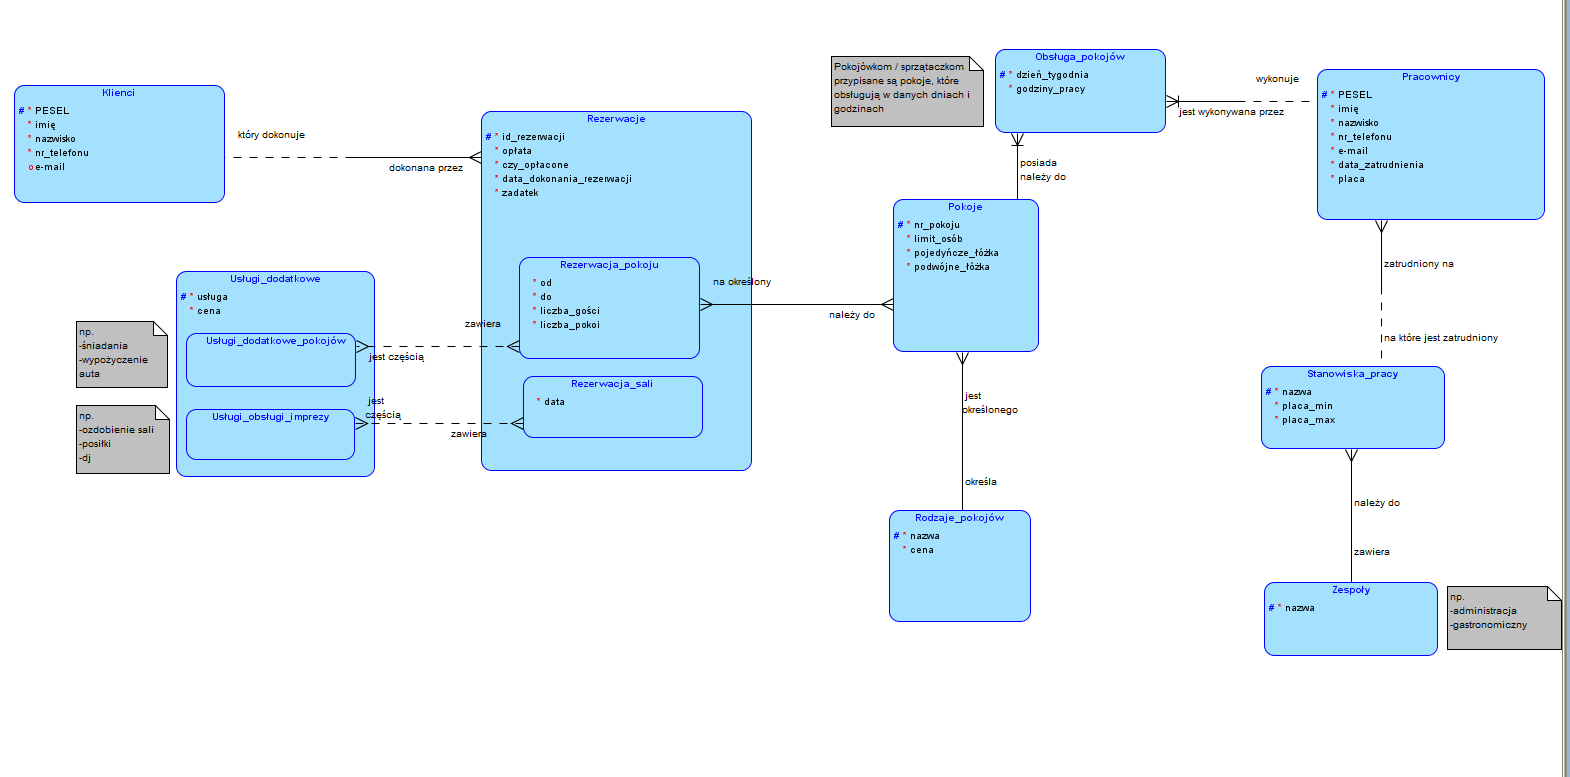 Klienci
# * PESEL
* imię
* nazwisko
* nr_telefonu
o e-mail
który dokonuje
dokonana przez
Rezerwacje
# * id_rezerwacji
* opłata
* czy_opłacone
* data_dokonania_rezerwacji
* zadatek
Rezerwacja_pokoju
* od
* do
* liczba_gości
* liczba_pokoi
Rezerwacja_sali
* data
Usługi_dodatkowe
# * usługa
* cena
Usługi_dodatkowe_pokojów
Usługi_obsługi_imprezy
np.
-śniadania
-wypożyczenie
auta
np.
-ozdobienie sali
-posiłki
-dj
zawiera
jest częścią
jest
częścią
zawiera
na określony
należy do
Pokojówkom / sprzątaczkom
przypisane są pokoje, które
obsługują w danych dniach i
godzinach
Obsługa_pokojów
# * dzień_tygodnia
* godziny_pracy
wykonuje
jest wykonywana przez
posiada
należy do
Pokoje
# * nr_pokoju
* limit_osób
* pojedyńcze_łóżka
* podwójne_łóżka
jest
określonego
określa
Rodzaje_pokojów
# * nazwa
* cena
Pracownicy
# * PESEL
* imię
* nazwisko
* nr_telefonu
* e-mail
* data_zatrudnienia
* placa
zatrudniony na
na które jest zatrudniony
Stanowiska_pracy
# * nazwa
* placa_min
* placa_max
należy do
zawiera
Zespoły
# * nazwa
np.
-administracja
-gastronomiczny